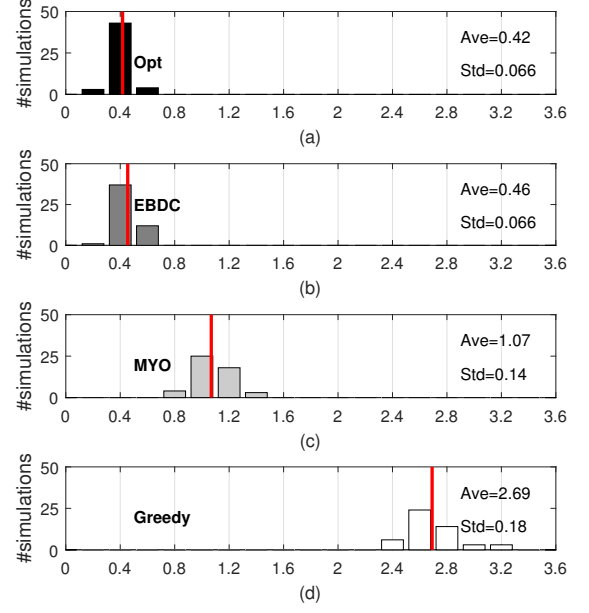 #simulations
50
25
0
Opt
Ave=0.42
Std=0.066
0 0.4 0.8 1.2 1.6 2 2.4 2.8 3.2 3.6
(a)
#simulations
50
25
0
EBDC
Ave=0.46
Std=0.066
0 0.4 0.8 1.2 1.6 2 2.4 2.8 3.2 3.6
(b)
#simulations
50
25
0
MYO
Ave=1.07
Std=0.14
0 0.4 0.8 1.2 1.6 2 2.4 2.8 3.2 3.6
(c)
#simulations
50
25
0
Greedy
Ave=2.69
Std=0.18
0 0.4 0.8 1.2 1.6 2 2.4 2.8 3.2 3.6
(d)